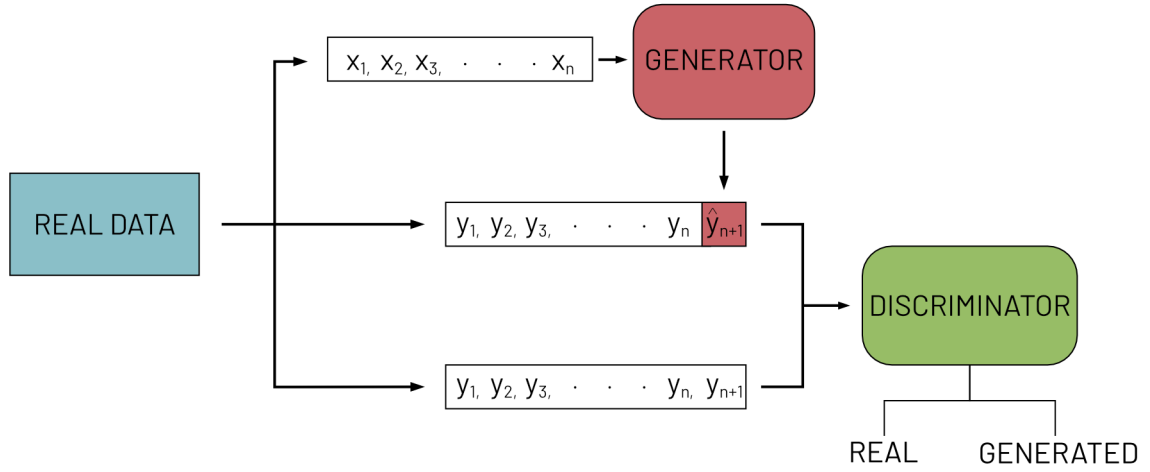 x₁, x₂, x₃, · · · xₙ
GENERATOR
REAL DATA
y₁, y₂, y₃, · · · yₙ ŷₙ₊₁
DISCRIMINATOR
y₁, y₂, y₃, · · · yₙ, yₙ₊₁
REAL
GENERATED